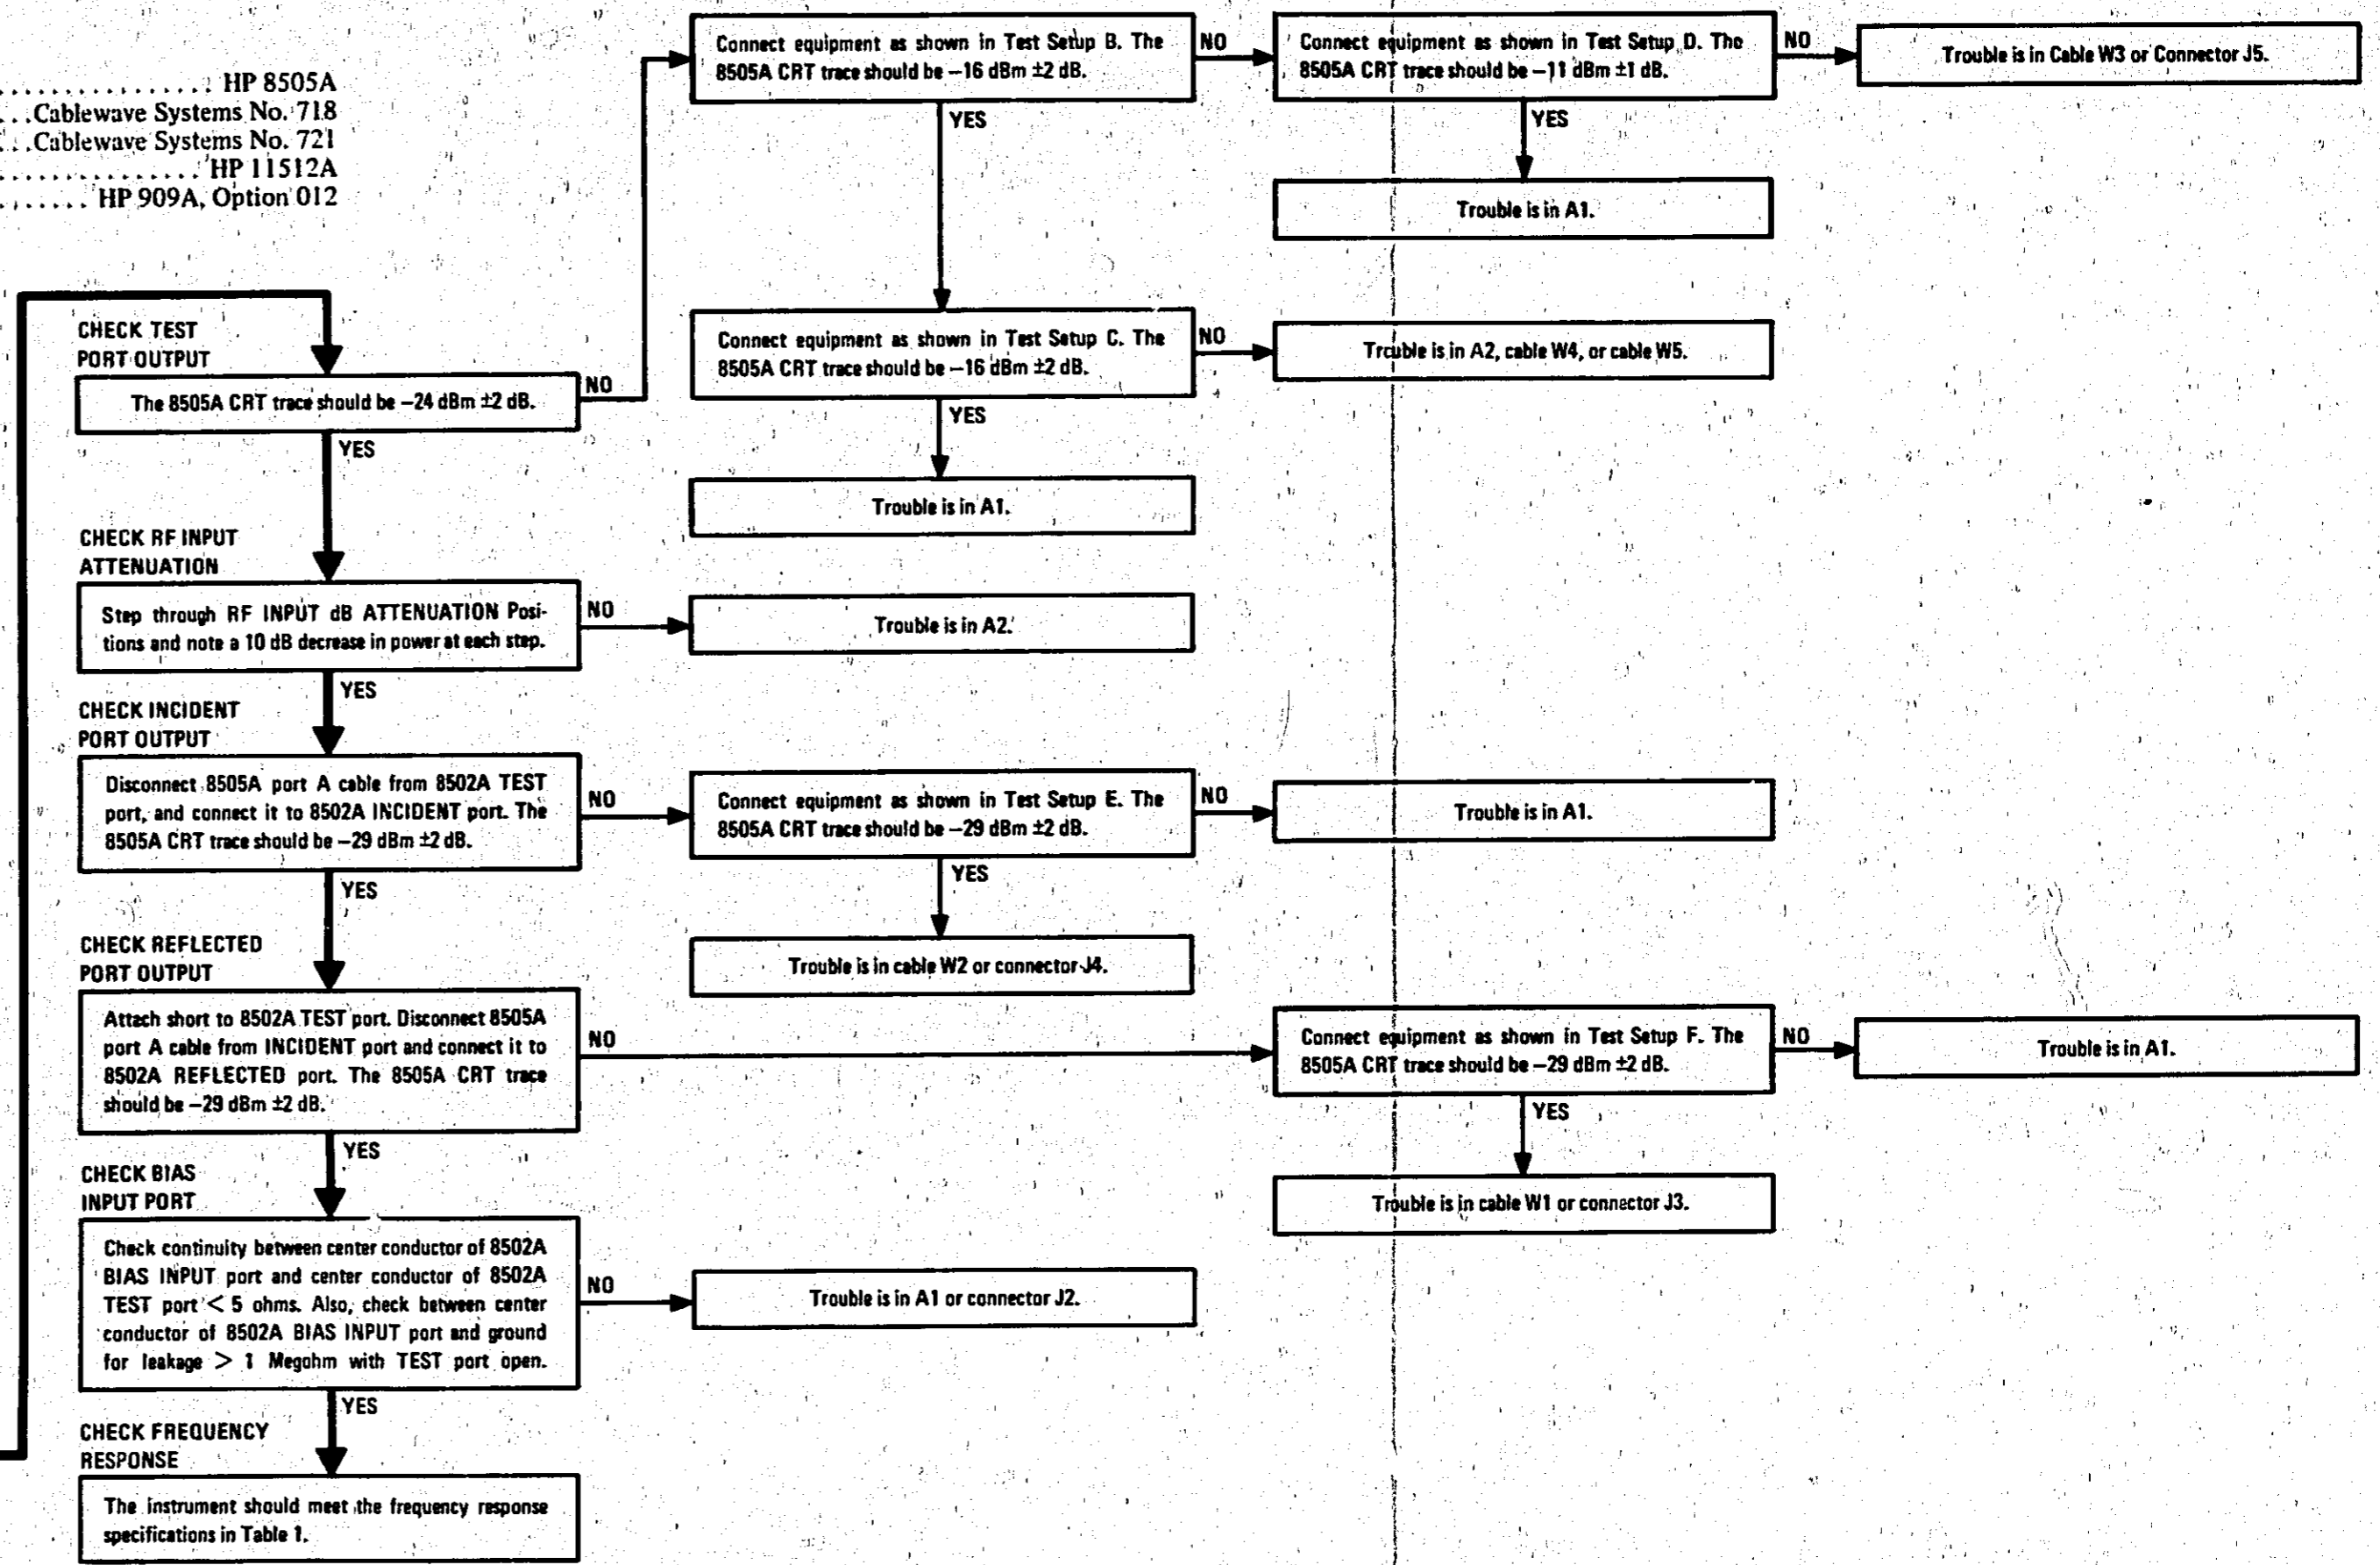 ............... HP 8505A
...Cablewave Systems No. 718
...Cablewave Systems No. 721
............... HP 11512A
....... HP 909A, Option 012
CHECK TEST
PORT OUTPUT
The 8505A CRT trace should be –24 dBm ±2 dB.
NO
YES
Connect equipment as shown in Test Setup B. The
8505A CRT trace should be –16 dBm ±2 dB.
NO
YES
Connect equipment as shown in Test Setup D. The
8505A CRT trace should be –11 dBm ±1 dB.
NO
YES
Trouble is in Cable W3 or Connector J5.
Trouble is in A1.
Connect equipment as shown in Test Setup C. The
8505A CRT trace should be –16 dBm ±2 dB.
NO
YES
Trouble is in A2, cable W4, or cable W5.
Trouble is in A1.
CHECK RF INPUT
ATTENUATION
Step through RF INPUT dB ATTENUATION Posi-
tions and note a 10 dB decrease in power at each step.
NO
YES
Trouble is in A2.
CHECK INCIDENT
PORT OUTPUT
Disconnect 8505A port A cable from 8502A TEST
port, and connect it to 8502A INCIDENT port. The
8505A CRT trace should be –29 dBm ±2 dB.
NO
YES
Connect equipment as shown in Test Setup E. The
8505A CRT trace should be –29 dBm ±2 dB.
NO
YES
Trouble is in A1.
Trouble is in cable W2 or connector J4.
CHECK REFLECTED
PORT OUTPUT
Attach short to 8502A TEST port. Disconnect 8505A
port A cable from INCIDENT port and connect it to
8502A REFLECTED port. The 8505A CRT trace
should be –29 dBm ±2 dB.
NO
YES
Connect equipment as shown in Test Setup F. The
8505A CRT trace should be –29 dBm ±2 dB.
NO
YES
Trouble is in A1.
Trouble is in cable W1 or connector J3.
CHECK BIAS
INPUT PORT
Check continuity between center conductor of 8502A
BIAS INPUT port and center conductor of 8502A
TEST port < 5 ohms. Also, check between center
conductor of 8502A BIAS INPUT port and ground
for leakage > 1 Megohm with TEST port open.
NO
YES
Trouble is in A1 or connector J2.
CHECK FREQUENCY
RESPONSE
The instrument should meet the frequency response
specifications in Table 1.